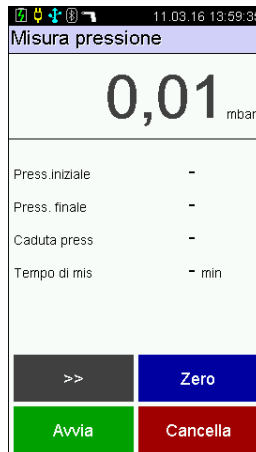 11.03.16 13:59:35
Misura pressione
0,01 mbar
Press.iniziale -
Press. finale -
Caduta press -
Tempo di mis - min
>> Zero
Avvia Cancella